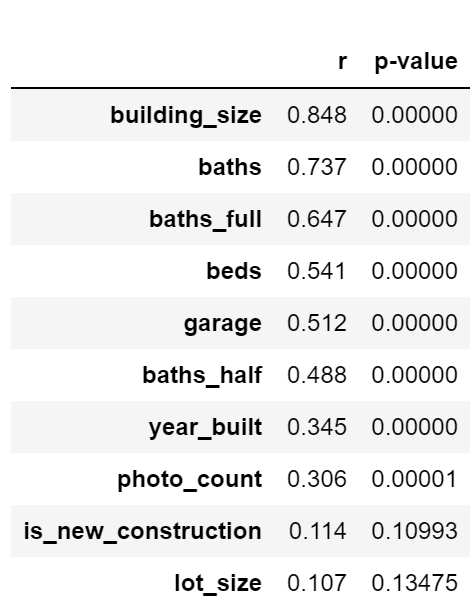 r p-value
building_size 0.848 0.00000
baths 0.737 0.00000
baths_full 0.647 0.00000
beds 0.541 0.00000
garage 0.512 0.00000
baths_half 0.488 0.00000
year_built 0.345 0.00000
photo_count 0.306 0.00001
is_new_construction 0.114 0.10993
lot_size 0.107 0.13475